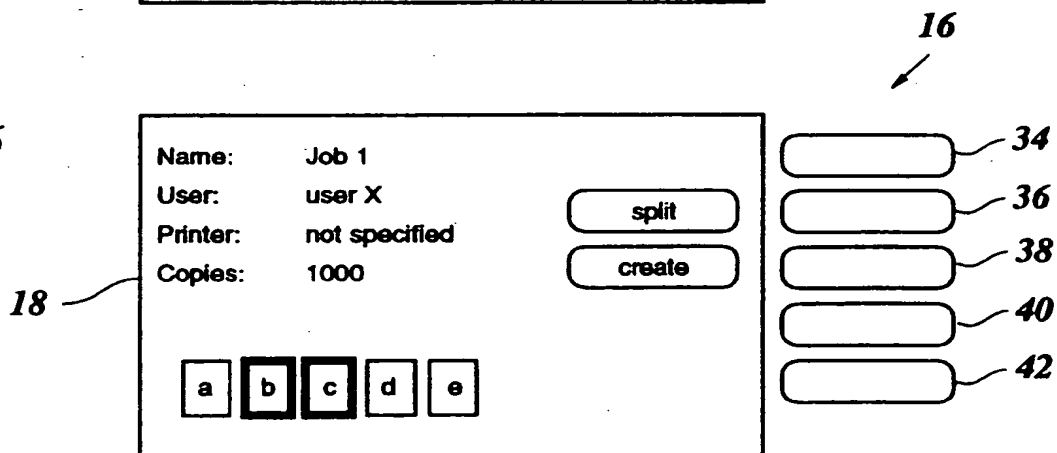 16
Name: Job 1
34
User: user X
split
36
Printer: not specified
38
Copies: 1000
create
18
40
a b c d e
42